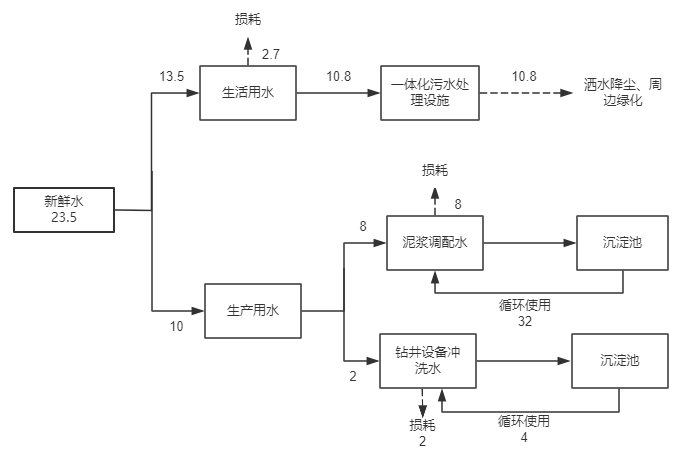 损耗
2.7
13.5
生活用水
10.8
一体化污水处
理设施
10.8
洒水降尘、周
边绿化
新鲜水
23.5
损耗
8
8
泥浆调配水
沉淀池
循环使用
32
10
生产用水
2
钻井设备冲
洗水
沉淀池
损耗
2
循环使用
4